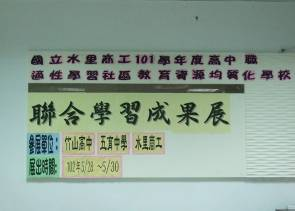 國立水里商工101學年度高中 職
適性學習社區教育資源均質化學校
聯合學習成果展
參展單位: 竹山高中 五育中學 水里商工
展出時間: 102年5/28 ~5/30